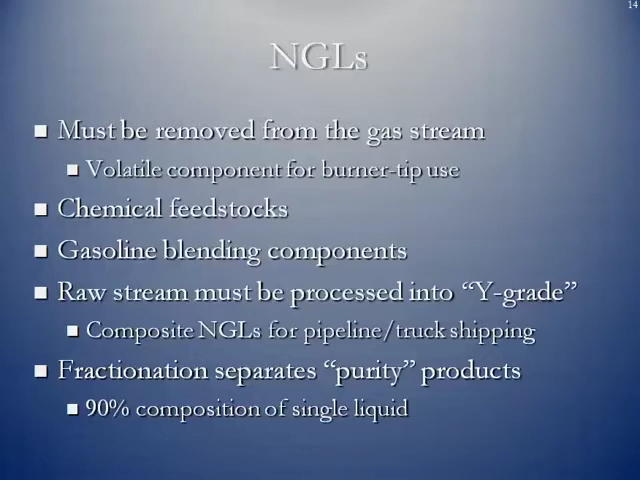 14
NGLs
Must be removed from the gas stream
Volatile component for burner-tip use
Chemical feedstocks
Gasoline blending components
Raw stream must be processed into “Y-grade”
Composite NGLs for pipeline/truck shipping
Fractionation separates “purity” products
90% composition of single liquid